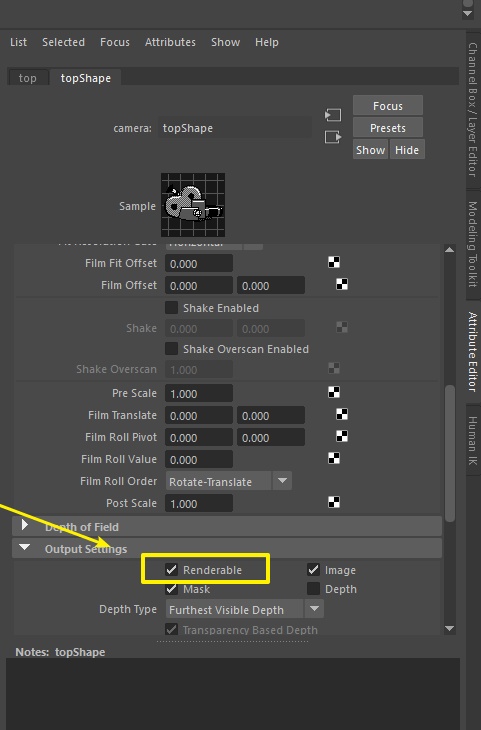 List Selected Focus Attributes Show Help
top topShape
camera: topShape
Focus
Presets
Show Hide
Sample
Film Fit Offset 0.000
Film Offset 0.000 0.000
Shake Enabled
Shake 0.000 0.000
Shake Overscan Enabled
Shake Overscan 1.000
Pre Scale 1.000
Film Translate 0.000 0.000
Film Roll Pivot 0.000 0.000
Film Roll Value 0.000
Film Roll Order Rotate-Translate
Post Scale 1.000
Depth of Field
Output Settings
Renderable Image
Mask Depth
Depth Type Furthest Visible Depth
Transparency Based Depth
Notes: topShape
Channel Box / Layer Editor
Modeling Toolkit
Attribute Editor
Human IK